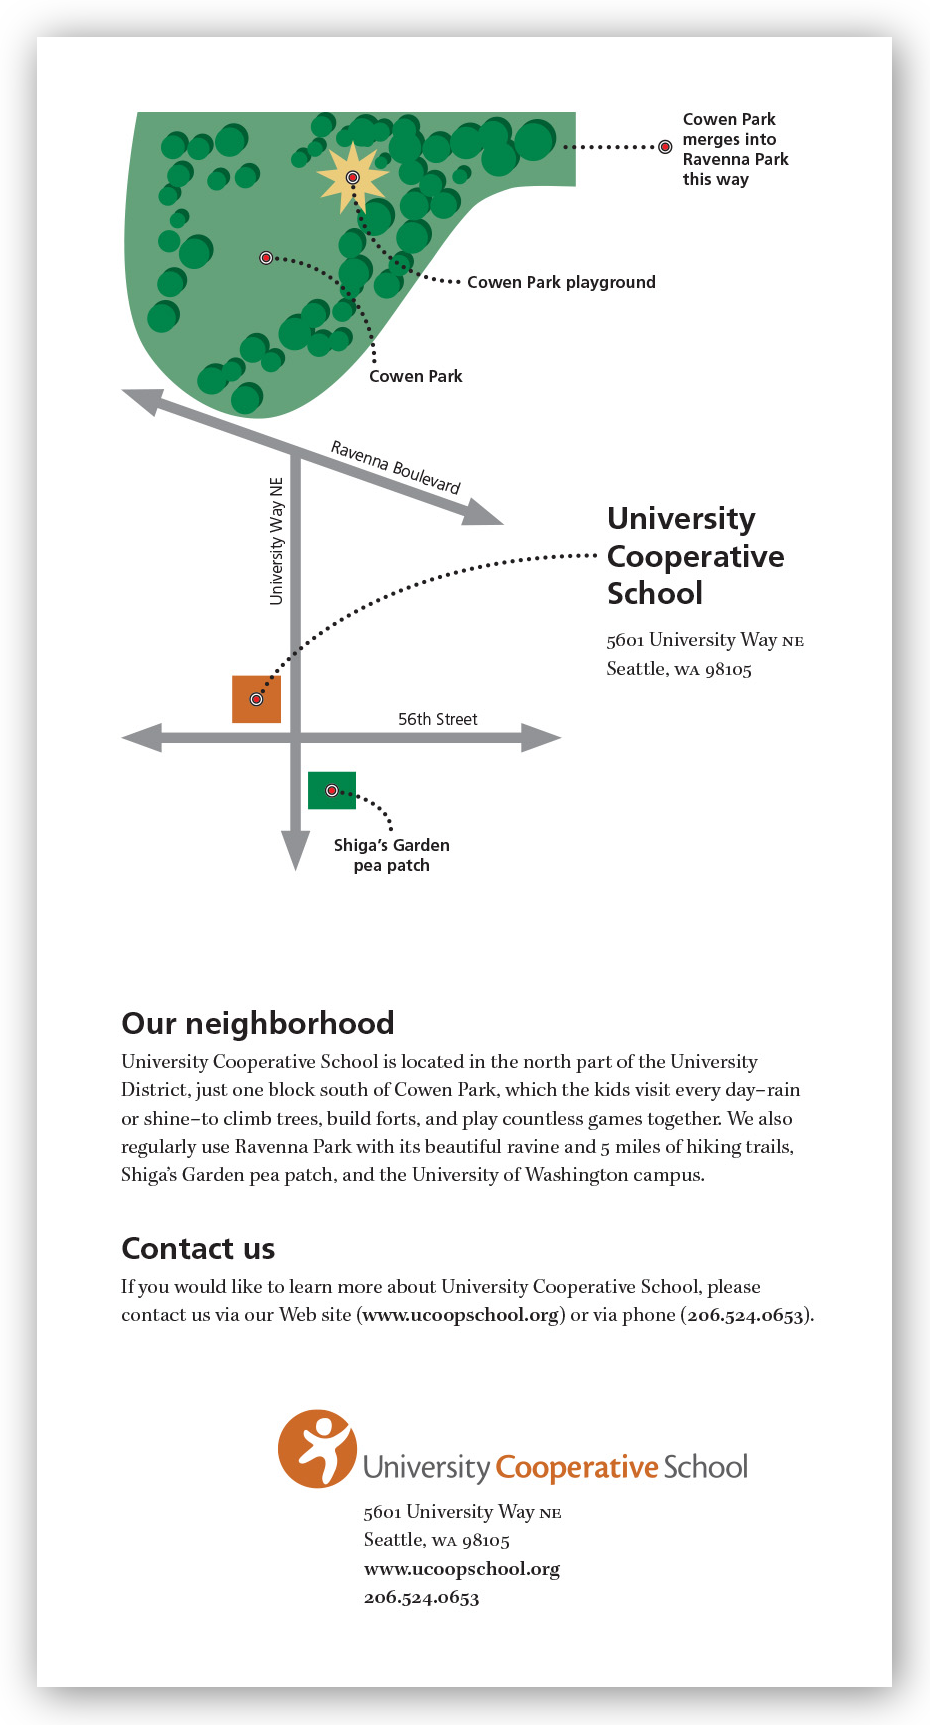 Cowen Park
merges into
Ravenna Park
this way
Cowen Park playground
Cowen Park
Ravenna Boulevard
University Way NE
University
Cooperative
School
5601 University Way NE
Seattle, WA 98105
56th Street
Shiga’s Garden
pea patch
Our neighborhood
University Cooperative School is located in the north part of the University
District, just one block south of Cowen Park, which the kids visit every day–rain
or shine–to climb trees, build forts, and play countless games together. We also
regularly use Ravenna Park with its beautiful ravine and 5 miles of hiking trails,
Shiga’s Garden pea patch, and the University of Washington campus.
Contact us
If you would like to learn more about University Cooperative School, please
contact us via our Web site (www.ucoopschool.org) or via phone (206.524.0653).
University Cooperative School
5601 University Way NE
Seattle, WA 98105
www.ucoopschool.org
206.524.0653